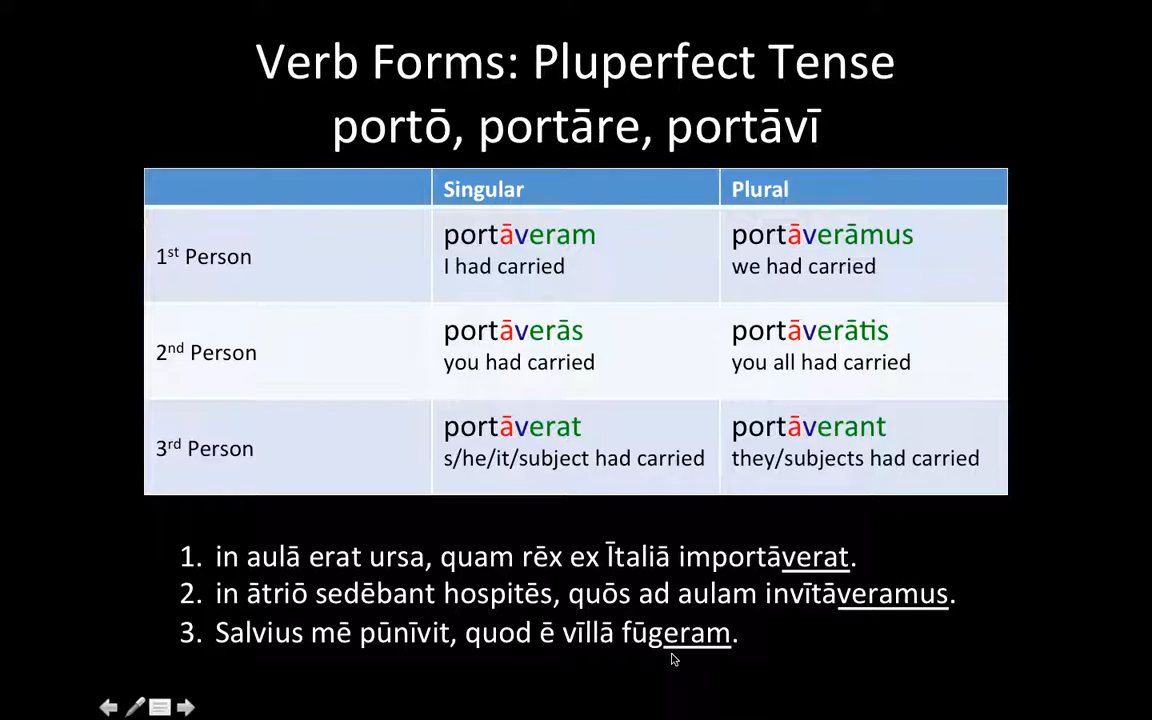 Verb Forms: Pluperfect Tense
portō, portāre, portāvī
Singular Plural
1st Person
portāveram
I had carried
portāverāmus
we had carried
2nd Person
portāverās
you had carried
portāverātis
you all had carried
3rd Person
portāverat
s/he/it/subject had carried
portāverant
they/subjects had carried
1. in aulā erat ursa, quam rēx ex Ītaliā importāverat.
2. in ātriō sedēbant hospitēs, quōs ad aulam invītāveramus.
3. Salvius mē pūnīvit, quod ē vīllā fūgeram.